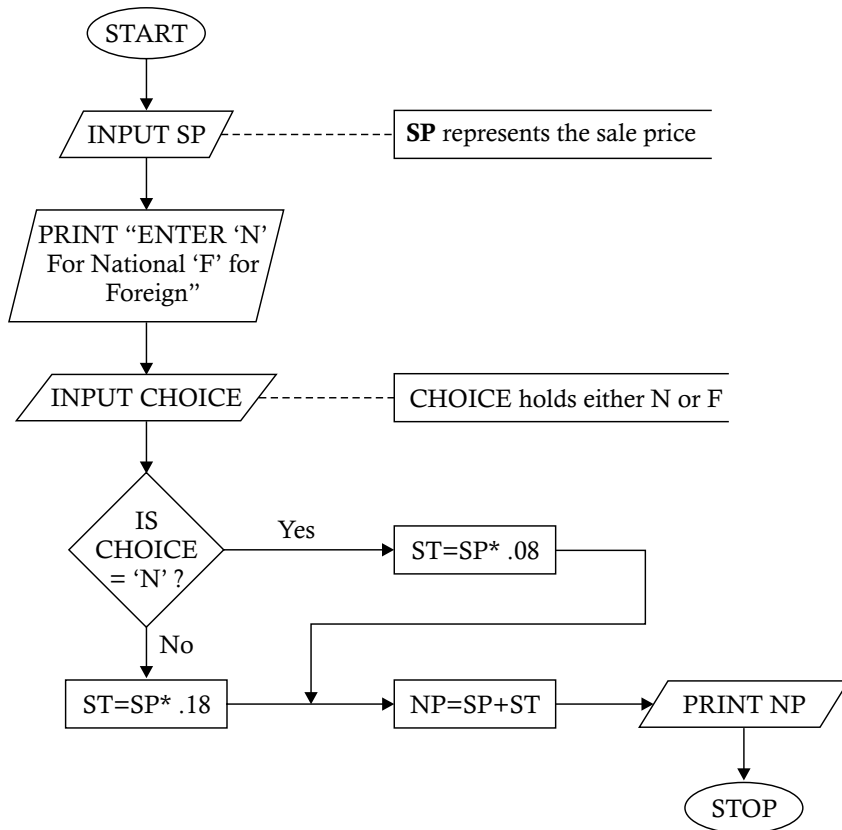 START
INPUT SP
SP represents the sale price
PRINT “ENTER ‘N’
For National ‘F’ for
Foreign”
INPUT CHOICE
CHOICE holds either N or F
IS
CHOICE
= ‘N’ ?
Yes
ST=SP* .08
No
ST=SP* .18
NP=SP+ST
PRINT NP
STOP